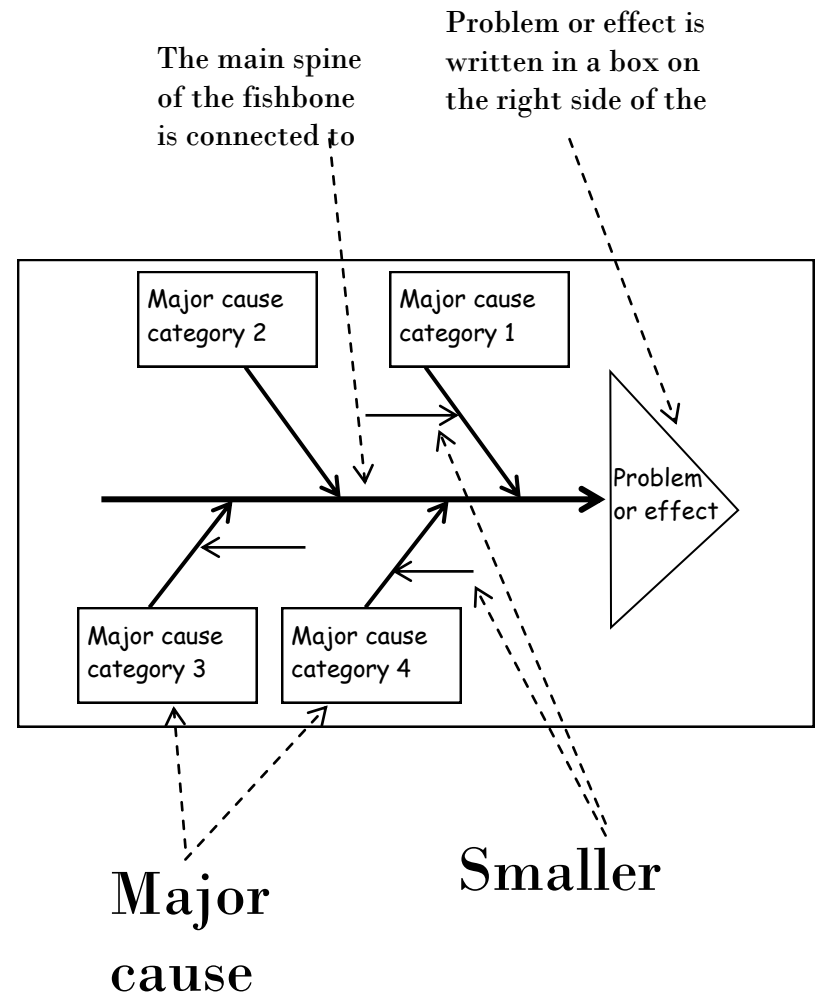 The main spine
of the fishbone
is connected to
Problem or effect is
written in a box on
the right side of the
Major cause
category 2
Major cause
category 1
Problem
or effect
Major cause
category 3
Major cause
category 4
Major
cause
Smaller